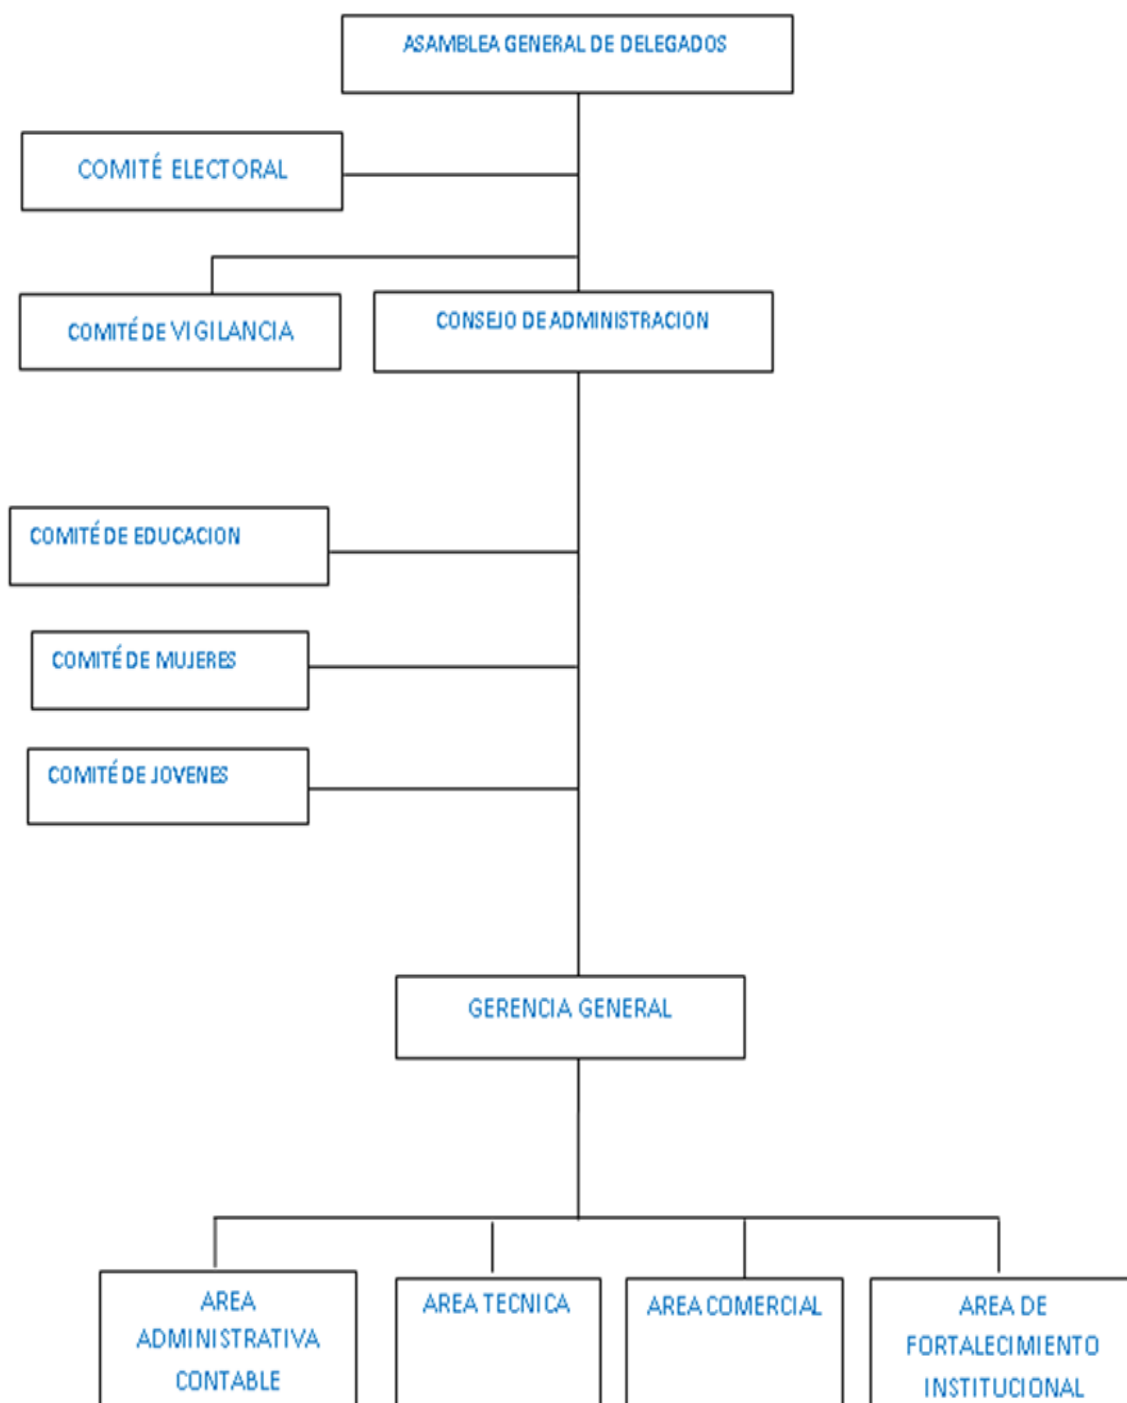 ASAMBLEA GENERAL DE DELEGADOS
COMITÉ ELECTORAL
COMITÉ DE VIGILANCIA
CONSEJO DE ADMINISTRACION
COMITÉ DE EDUCACION
COMITÉ DE MUJERES
COMITÉ DE JOVENES
GERENCIA GENERAL
AREA
ADMINISTRATIVA
CONTABLE
AREA TECNICA
AREA COMERCIAL
AREA DE
FORTALECIMIENTO
INSTITUCIONAL